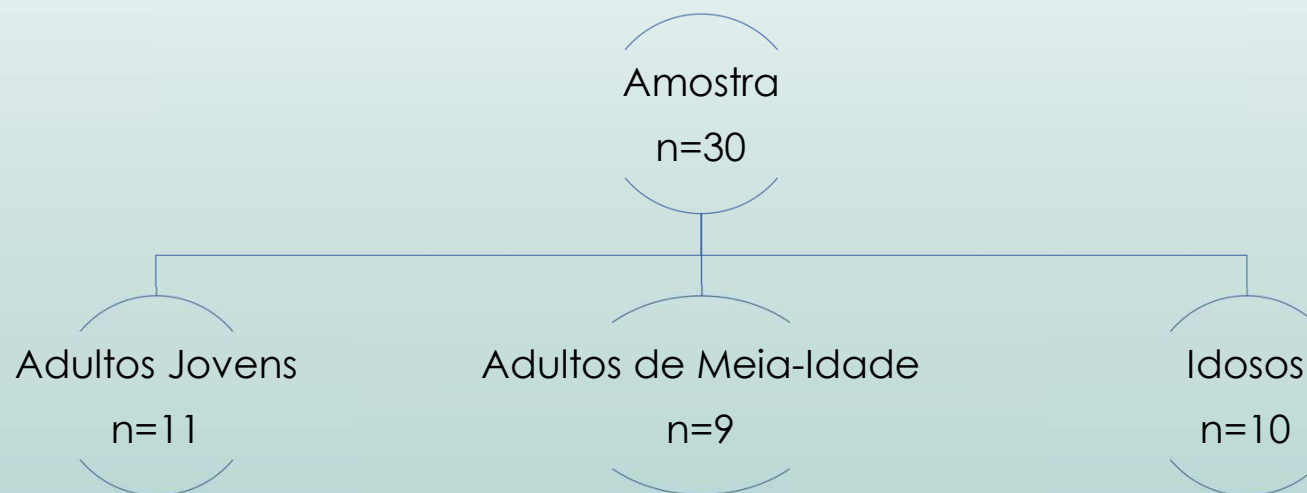 Amostra
n=30
Adultos Jovens
n=11
Adultos de Meia-Idade
n=9
Idosos
n=10